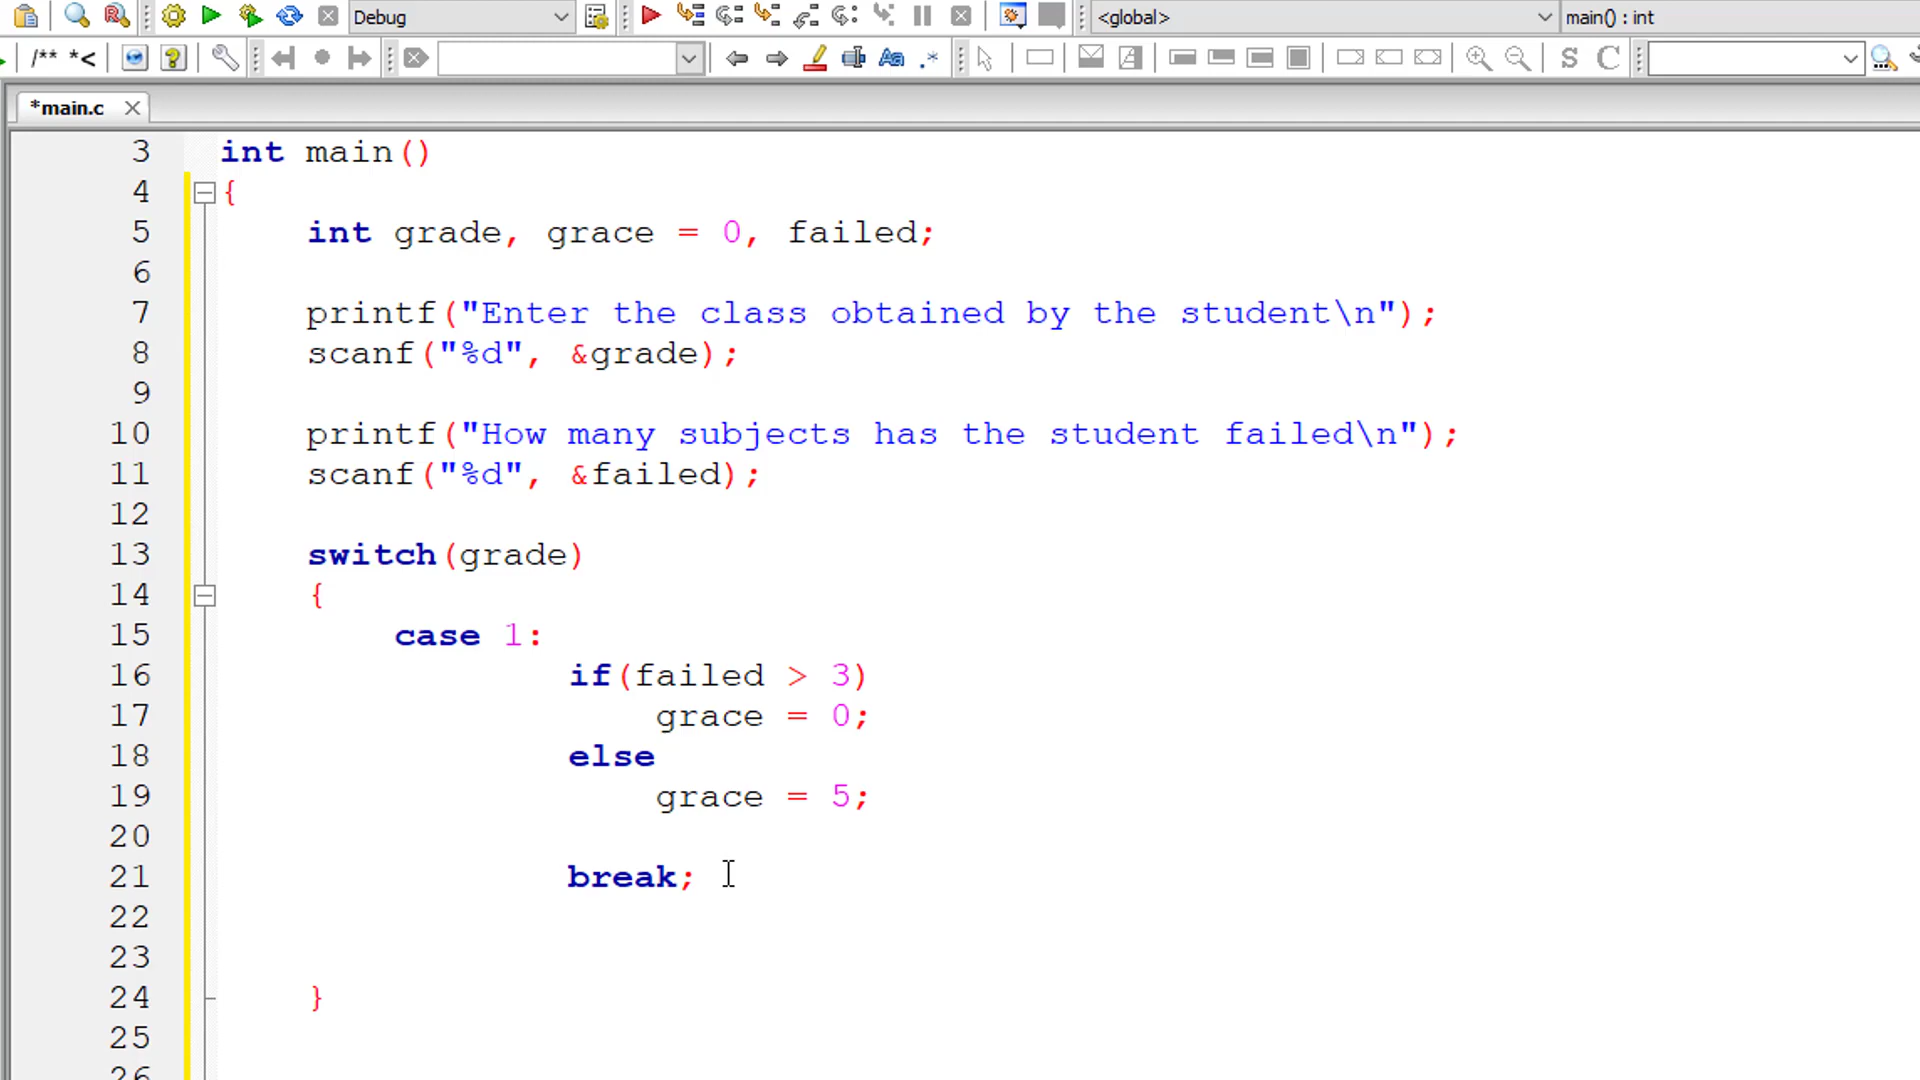 Debug
<global>
main() : int
/** *<
Aa .*
S C
*main.c
3 int main()
4 {
5 int grade, grace = 0, failed;
6
7 printf("Enter the class obtained by the student\n");
8 scanf("%d", &grade);
9
10 printf("How many subjects has the student failed\n");
11 scanf("%d", &failed);
12
13 switch(grade)
14 {
15 case 1:
16 if(failed > 3)
17 grace = 0;
18 else
19 grace = 5;
20
21 break;
22
23
24 }
25
26